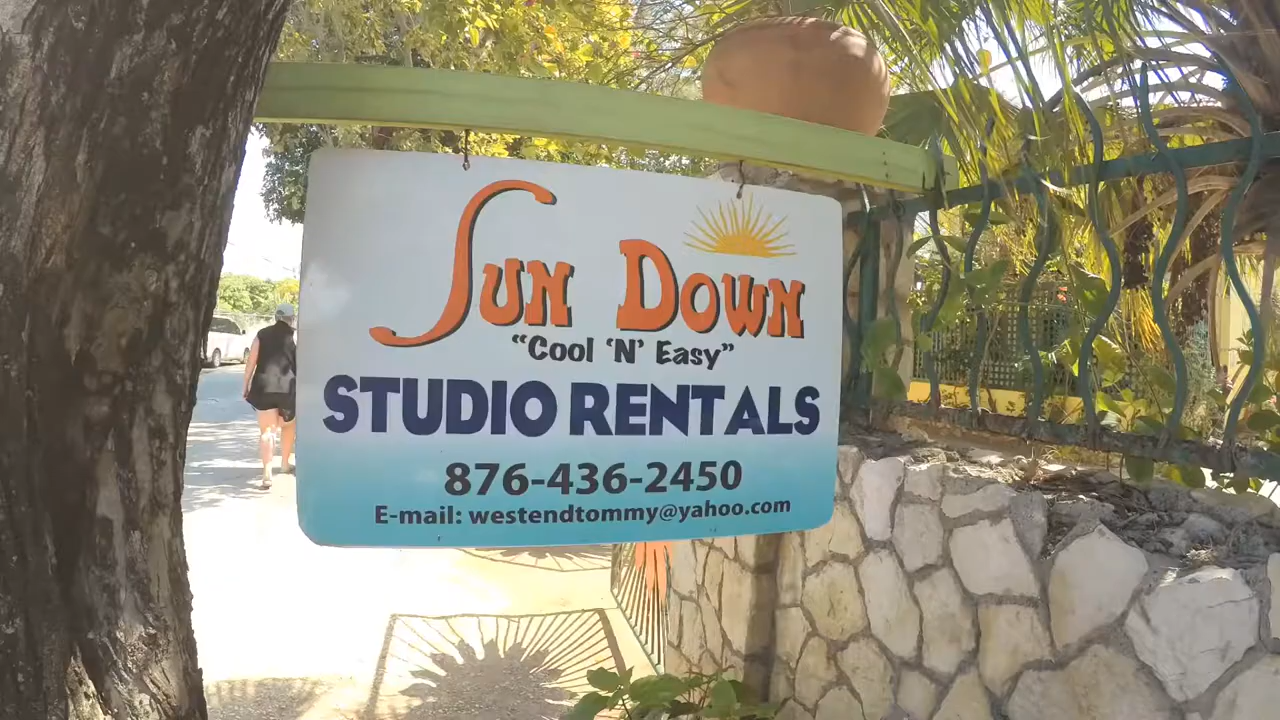 Sun Down
"Cool 'N' Easy"
STUDIO RENTALS
876-436-2450
E-mail: westendtommy@yahoo.com